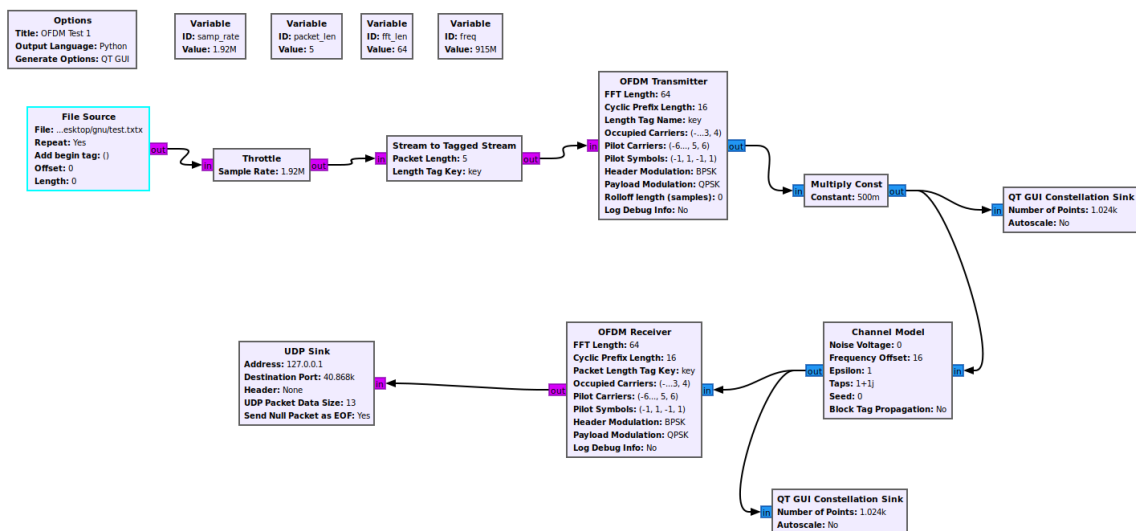 Options
Title: OFDM Test 1
Output Language: Python
Generate Options: QT GUI
Variable
ID: samp_rate
Value: 1.92M
Variable
ID: packet_len
Value: 5
Variable
ID: fft_len
Value: 64
Variable
ID: freq
Value: 915M
File Source
File: ...esktop/gnu/test.txtx
Repeat: Yes
Add begin tag: ()
Offset: 0
Length: 0
out
in
Throttle
Sample Rate: 1.92M
out
in
Stream to Tagged Stream
Packet Length: 5
Length Tag Key: key
out
in
OFDM Transmitter
FFT Length: 64
Cyclic Prefix Length: 16
Length Tag Name: key
Occupied Carriers: (-...3, 4)
Pilot Carriers: (-6..., 5, 6)
Pilot Symbols: (-1, 1, -1, 1)
Header Modulation: BPSK
Payload Modulation: QPSK
Rolloff length (samples): 0
Log Debug Info: No
out
in
Multiply Const
Constant: 500m
out
in
QT GUI Constellation Sink
Number of Points: 1.024k
Autoscale: No
UDP Sink
Address: 127.0.0.1
Destination Port: 40.868k
Header: None
UDP Packet Data Size: 13
Send Null Packet as EOF: Yes
in
out
OFDM Receiver
FFT Length: 64
Cyclic Prefix Length: 16
Packet Length Tag Key: key
Occupied Carriers: (-...3, 4)
Pilot Carriers: (-6..., 5, 6)
Pilot Symbols: (-1, 1, -1, 1)
Header Modulation: BPSK
Payload Modulation: QPSK
Log Debug Info: No
in
out
Channel Model
Noise Voltage: 0
Frequency Offset: 16
Epsilon: 1
Taps: 1+1j
Seed: 0
Block Tag Propagation: No
in
in
QT GUI Constellation Sink
Number of Points: 1.024k
Autoscale: No